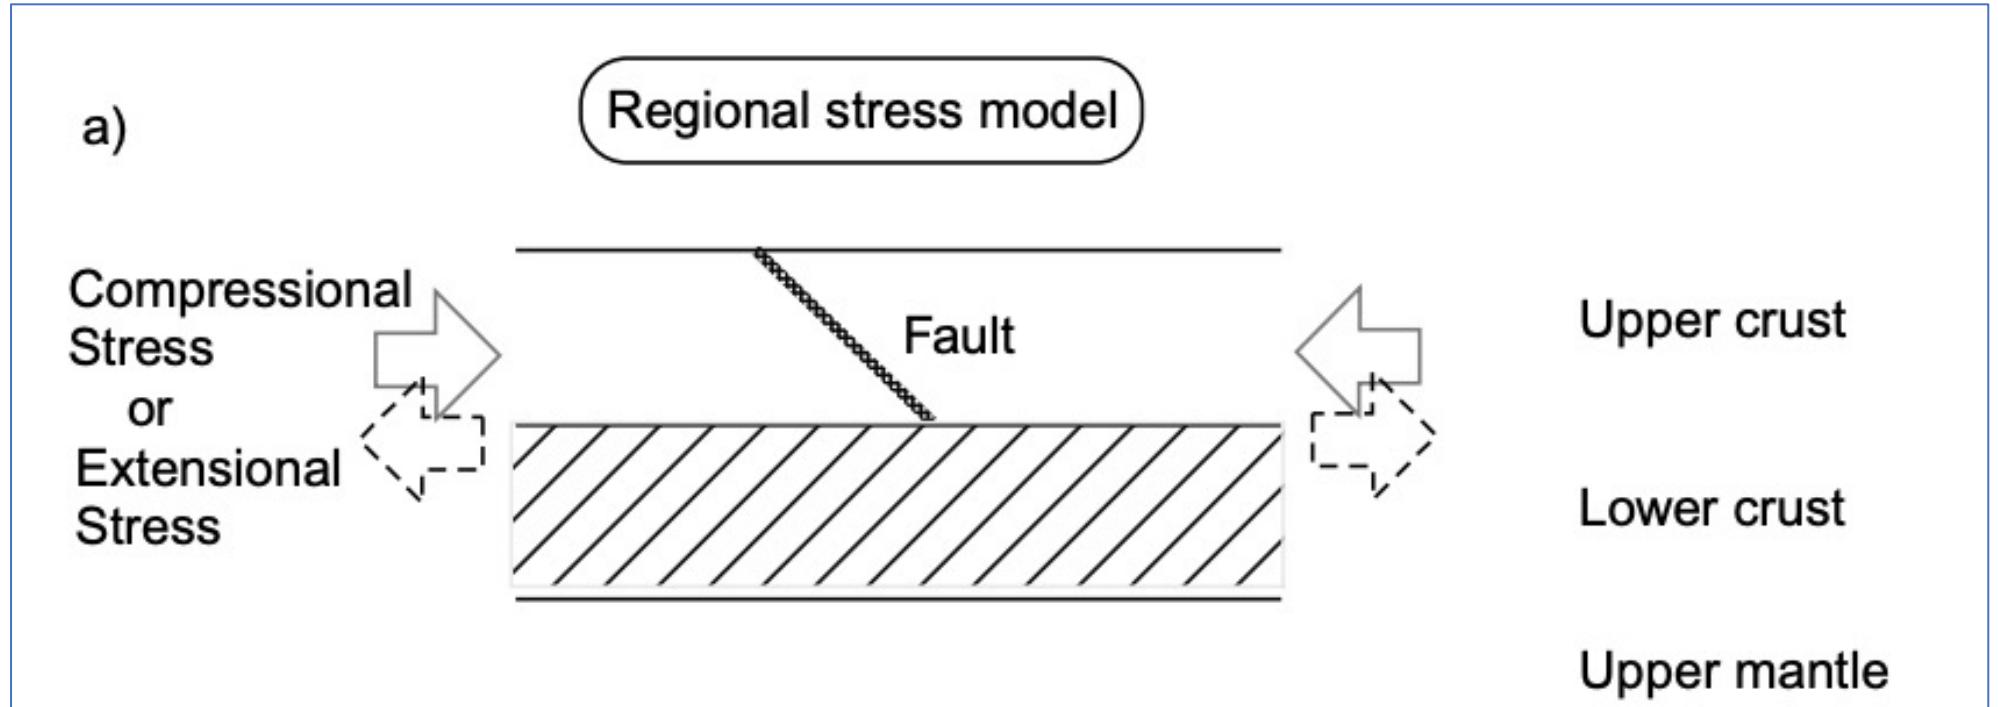 a)
Regional stress model
Compressional
Stress
or
Extensional
Stress
Fault
Upper crust
Lower crust
Upper mantle